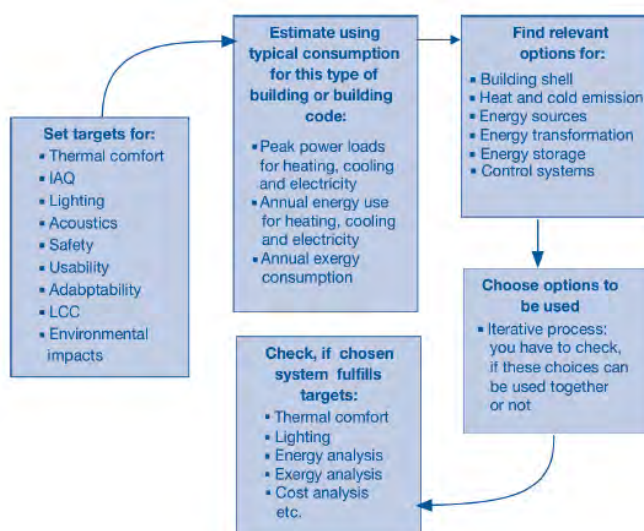 Set targets for:
▪ Thermal comfort
▪ IAQ
▪ Lighting
▪ Acoustics
▪ Safety
▪ Usability
▪ Adabptability
▪ LCC
▪ Environmental
impacts
Estimate using
typical consumption
for this type of
building or building
code:
▪ Peak power loads
for heating, cooling
and electricity
▪ Annual energy use
for heating, cooling
and electricity
▪ Annual exergy
consumption
Find relevant
options for:
▪ Building shell
▪ Heat and cold emission
▪ Energy sources
▪ Energy transformation
▪ Energy storage
▪ Control systems
Choose options to
be used
▪ Iterative process:
you have to check,
if these choices can
be used together
or not
Check, if chosen
system fulfills
targets:
▪ Thermal comfort
▪ Lighting
▪ Energy analysis
▪ Exergy analysis
▪ Cost analysis
etc.